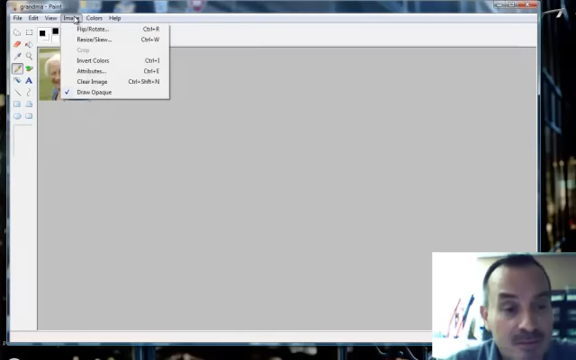 grandma - Paint
File Edit View Image Colors Help
Flip/Rotate... Ctrl+R
Resize/Skew... Ctrl+W
Crop
Invert Colors Ctrl+I
Attributes... Ctrl+E
Clear Image Ctrl+Shft+N
Draw Opaque